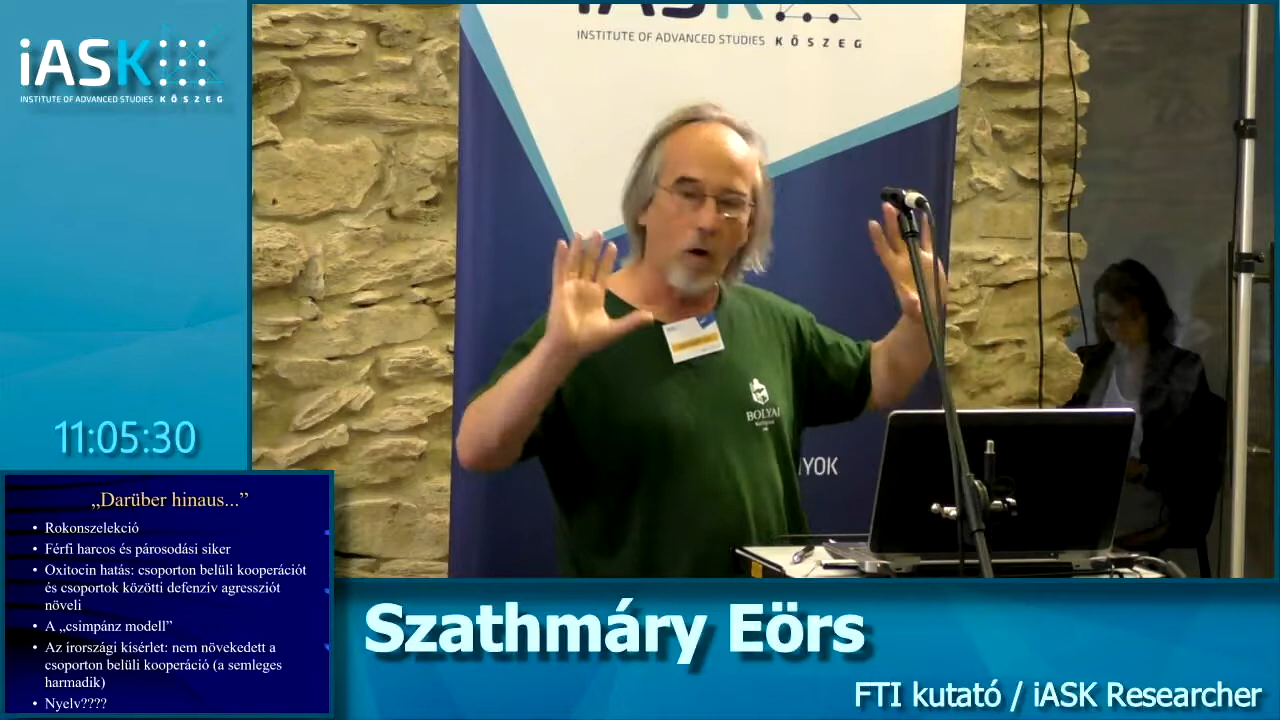 iASK
INSTITUTE OF ADVANCED STUDIES KŐSZEG
iASK
INSTITUTE OF ADVANCED STUDIES KŐSZEG
BOLYAI
NYOK
11:05:30
„Darüber hinaus...”
• Rokonszelekció
• Férfi harcos és párosodási siker
• Oxitocin hatás: csoporton belüli kooperációt
és csoportok közötti defenzív agressziót
növeli
• A „csimpánz modell”
• Az írországi kísérlet: nem növekedett a
csoporton belüli kooperáció (a semleges
harmadik)
• Nyelv????
Szathmáry Eörs
FTI kutató / iASK Researcher